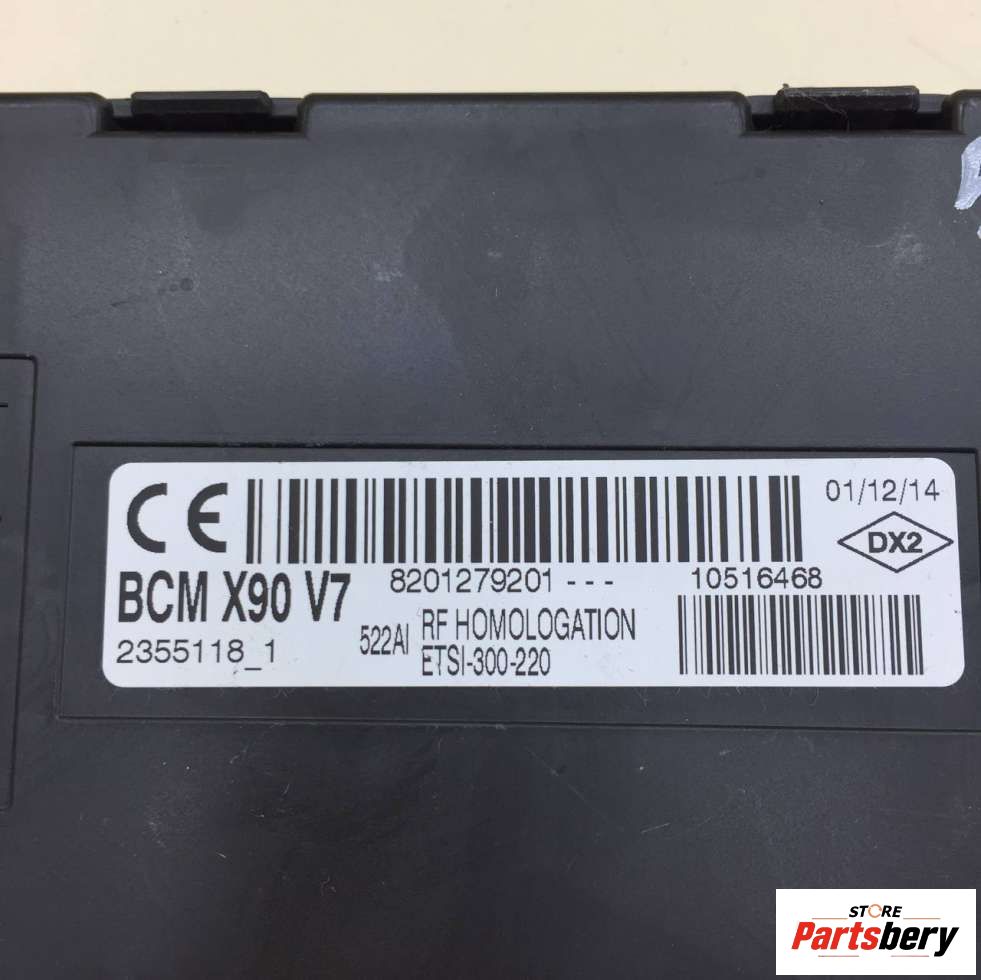 CE
01/12/14
DX2
8201279201 - - -
10516468
BCM X90 V7
522AI
RF HOMOLOGATION
2355118_1
ETSI-300-220
STORE
Partsbery